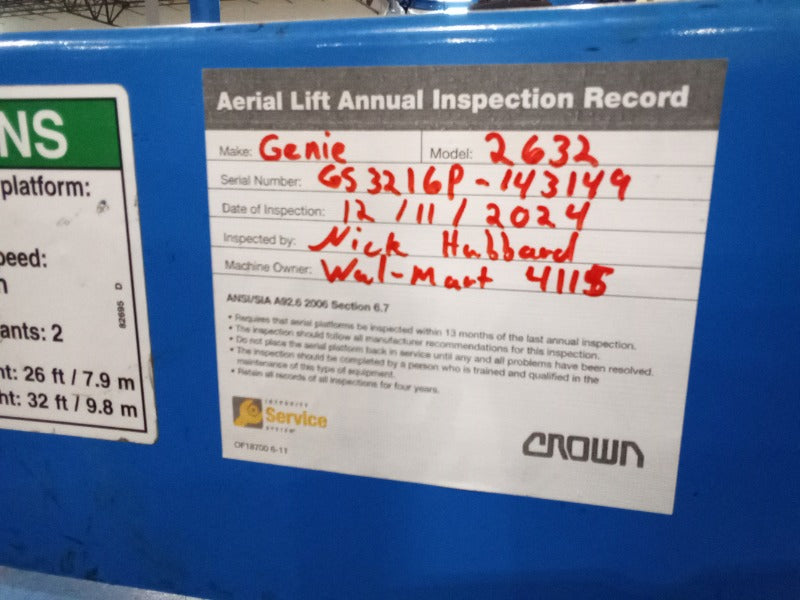 NS
platform:
peed:
n
ants: 2
nt: 26 ft / 7.9 m
ht: 32 ft / 9.8 m
82695 D
Aerial Lift Annual Inspection Record
Make: Genie Model: 2632
Serial Number: GS3216P-143149
Date of Inspection: 12/11/2024
Inspected by: Nick Hubbard
Machine Owner: Wal-Mart 4115
ANSI/SIA A92.6 2006 Section 6.7
• Requires that aerial platforms be inspected within 13 months of the last annual inspection.
• The inspection should follow all manufacturer recommendations for this inspection.
• Do not place the aerial platform back in service until any and all problems have been resolved.
• The inspection should be completed by a person who is trained and qualified in the
maintenance of this type of equipment.
• Retain all records of all inspections for four years.
INTEGRITY
Service
SYSTEM
OF18700 6-11
CROWN